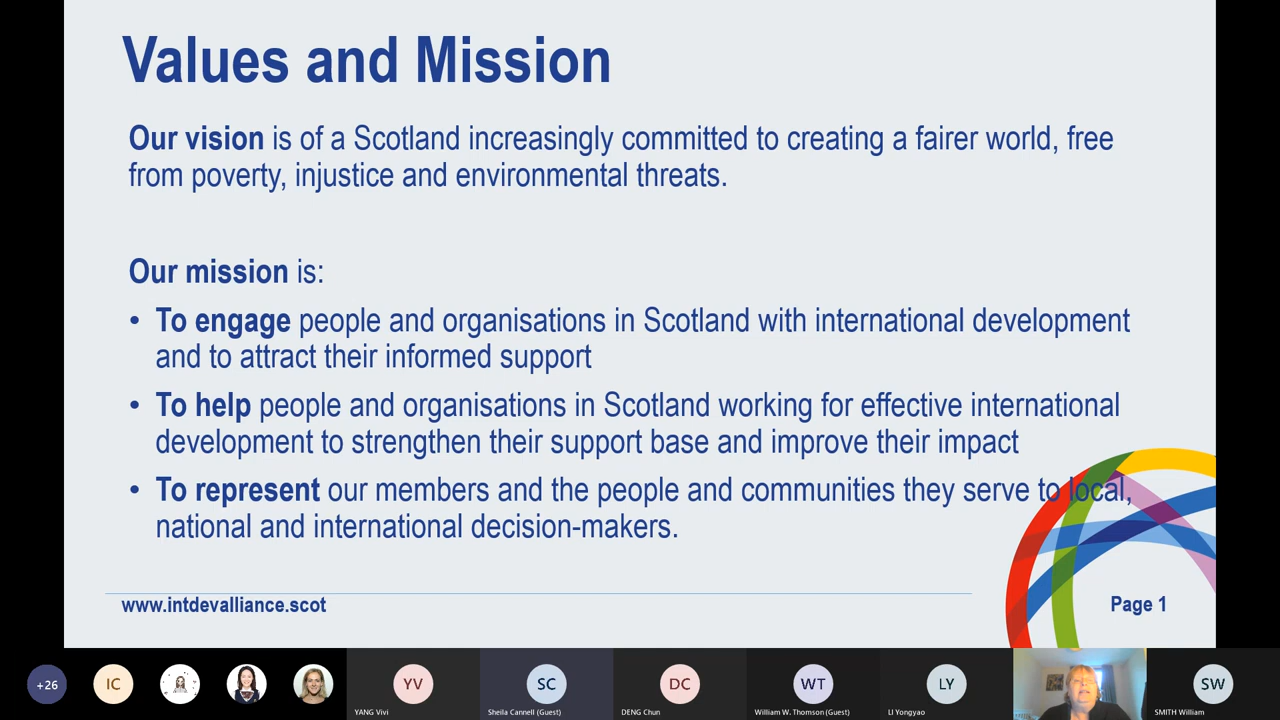 Values and Mission
Our vision is of a Scotland increasingly committed to creating a fairer world, free
from poverty, injustice and environmental threats.
Our mission is:
• To engage people and organisations in Scotland with international development
and to attract their informed support
• To help people and organisations in Scotland working for effective international
development to strengthen their support base and improve their impact
• To represent our members and the people and communities they serve to local,
national and international decision-makers.
www.intdevalliance.scot
Page 1
+26
IC
YV
SC
DC
WT
LY
SW
YANG Vivi
Sheila Cannell (Guest)
DENG Chun
William W. Thomson (Guest)
LI Yongyao
SMITH William